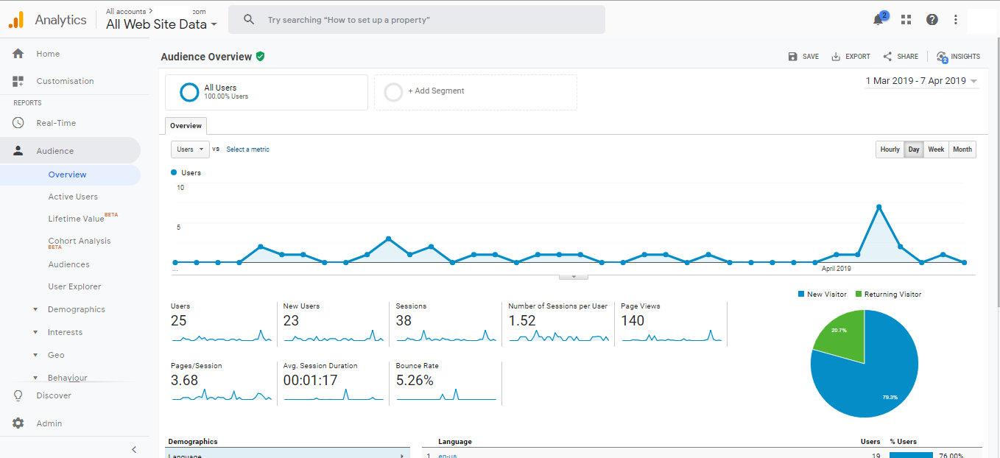 Analytics
All accounts > com
All Web Site Data
Try searching “How to set up a property”
2
Home
Customisation
REPORTS
Real-Time
Audience
Overview
Active Users
Lifetime Value BETA
Cohort Analysis
BETA
Audiences
User Explorer
Demographics
Interests
Geo
Behaviour
Discover
Admin
Audience Overview
SAVE
EXPORT
SHARE
2
INSIGHTS
All Users
100.00% Users
+ Add Segment
1 Mar 2019 - 7 Apr 2019
Overview
Users
vs
Select a metric
Hourly
Day
Week
Month
Users
10
5
...
April 2019
New Visitor
Returning Visitor
Users
25
New Users
23
Sessions
38
Number of Sessions per User
1.52
Page Views
140
Pages/Session
3.68
Avg. Session Duration
00:01:17
Bounce Rate
5.26%
20.7%
79.3%
Demographics
Language
Language
Users
% Users
1
en-us
19
76.00%